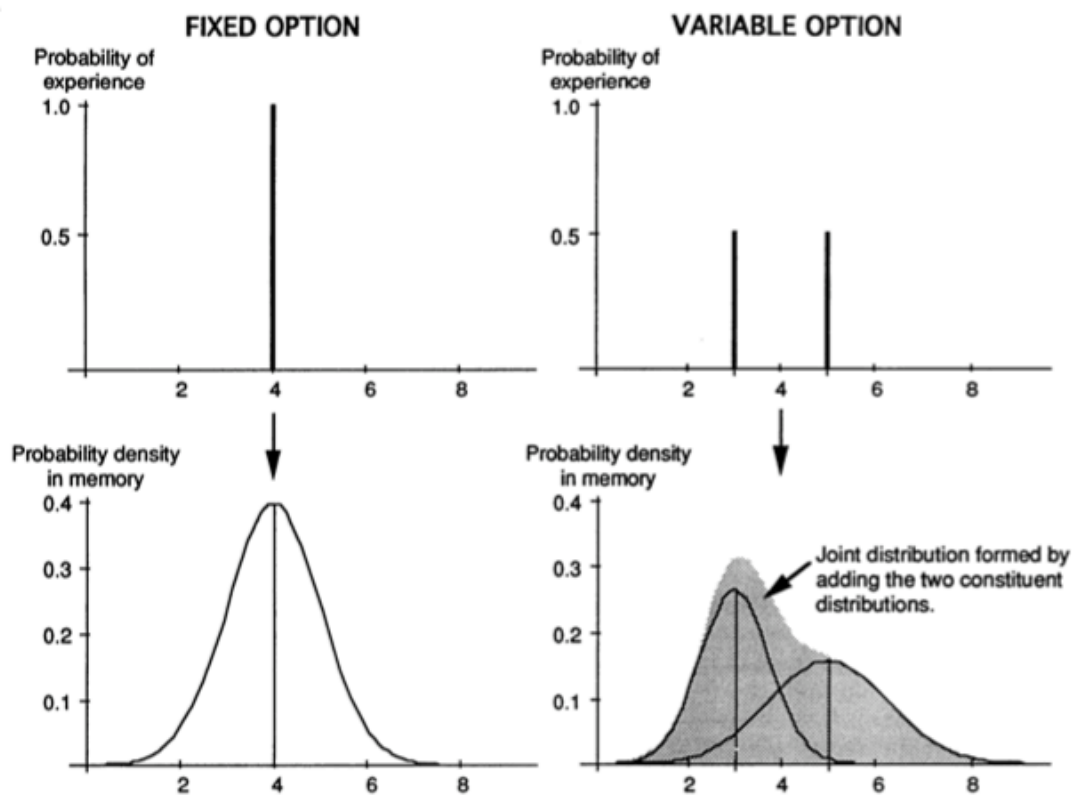 FIXED OPTION
Probability of
experience
1.0
0.5
2 4 6 8
Probability density
in memory
0.4
0.3
0.2
0.1
2 4 6 8
VARIABLE OPTION
Probability of
experience
1.0
0.5
2 4 6 8
Probability density
in memory
0.4
0.3
0.2
0.1
Joint distribution formed by
adding the two constituent
distributions.
2 4 6 8